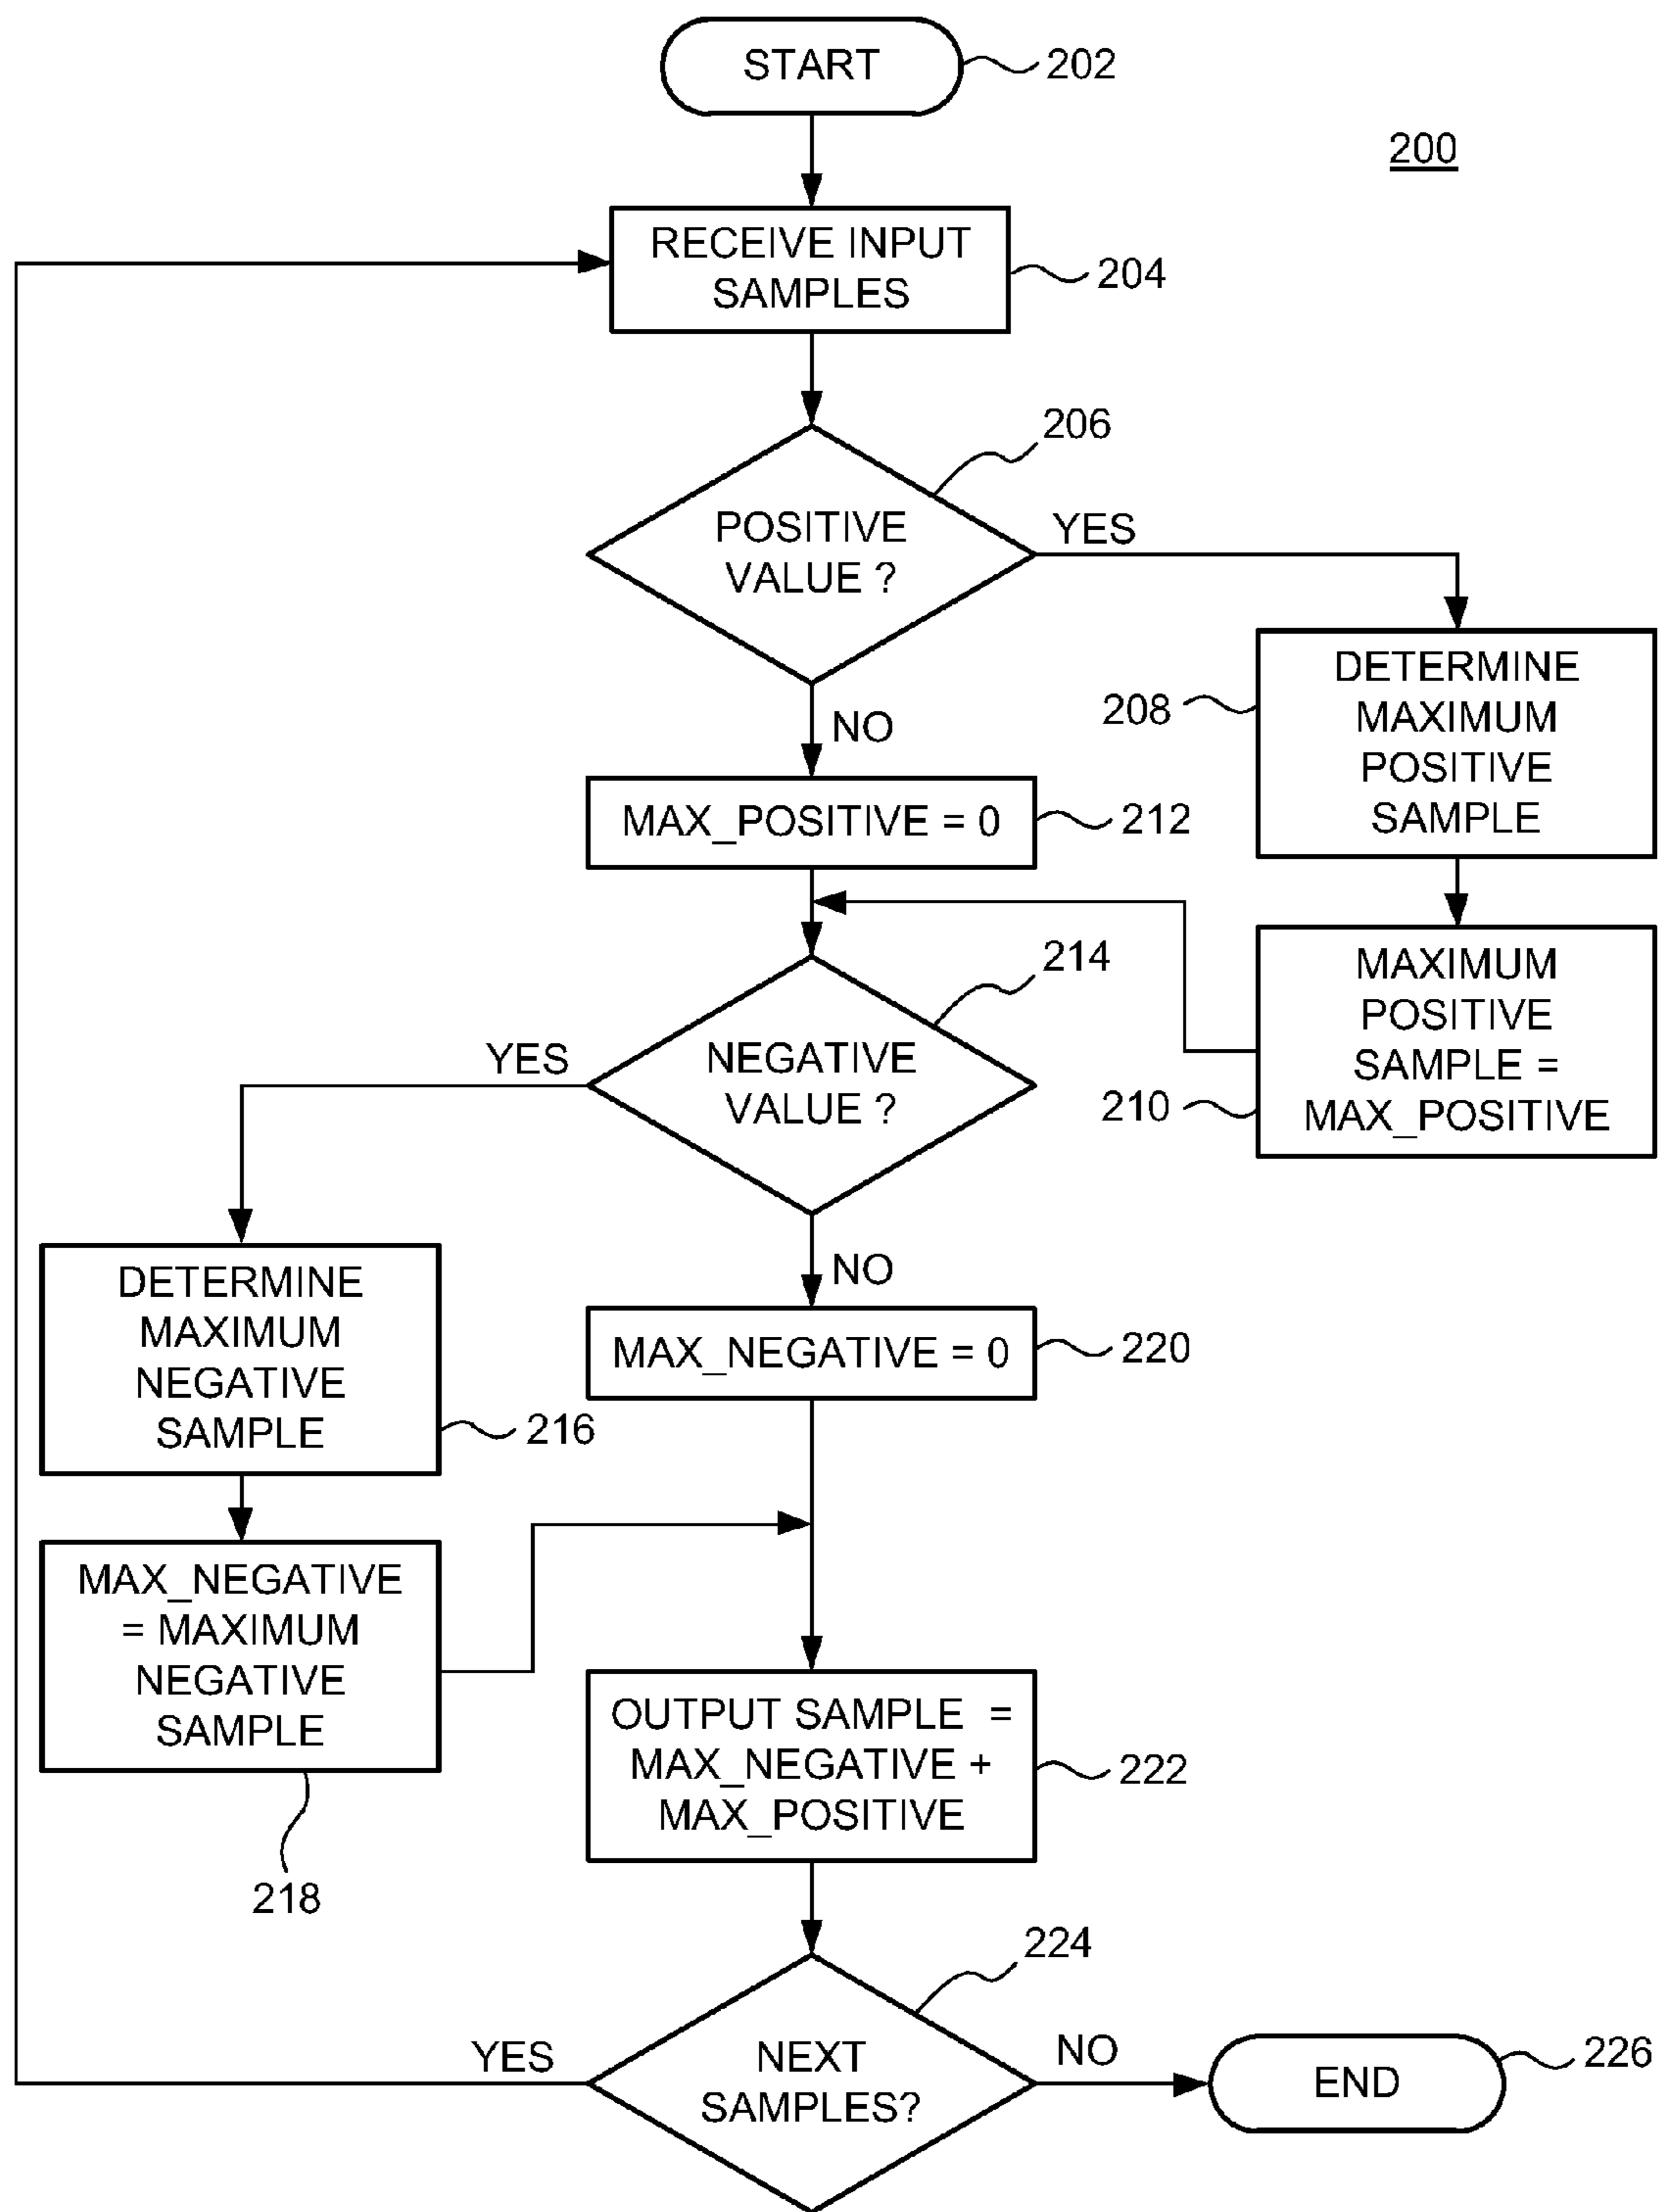 START
202
200
RECEIVE INPUT
SAMPLES
204
206
POSITIVE
VALUE ?
YES
NO
DETERMINE
MAXIMUM
POSITIVE
SAMPLE
208
MAX_POSITIVE = 0
212
214
MAXIMUM
POSITIVE
SAMPLE =
MAX_POSITIVE
210
NEGATIVE
VALUE ?
YES
NO
DETERMINE
MAXIMUM
NEGATIVE
SAMPLE
216
MAX_NEGATIVE = 0
220
MAX_NEGATIVE
= MAXIMUM
NEGATIVE
SAMPLE
218
OUTPUT SAMPLE =
MAX_NEGATIVE +
MAX_POSITIVE
222
224
NEXT
SAMPLES?
YES
NO
END
226